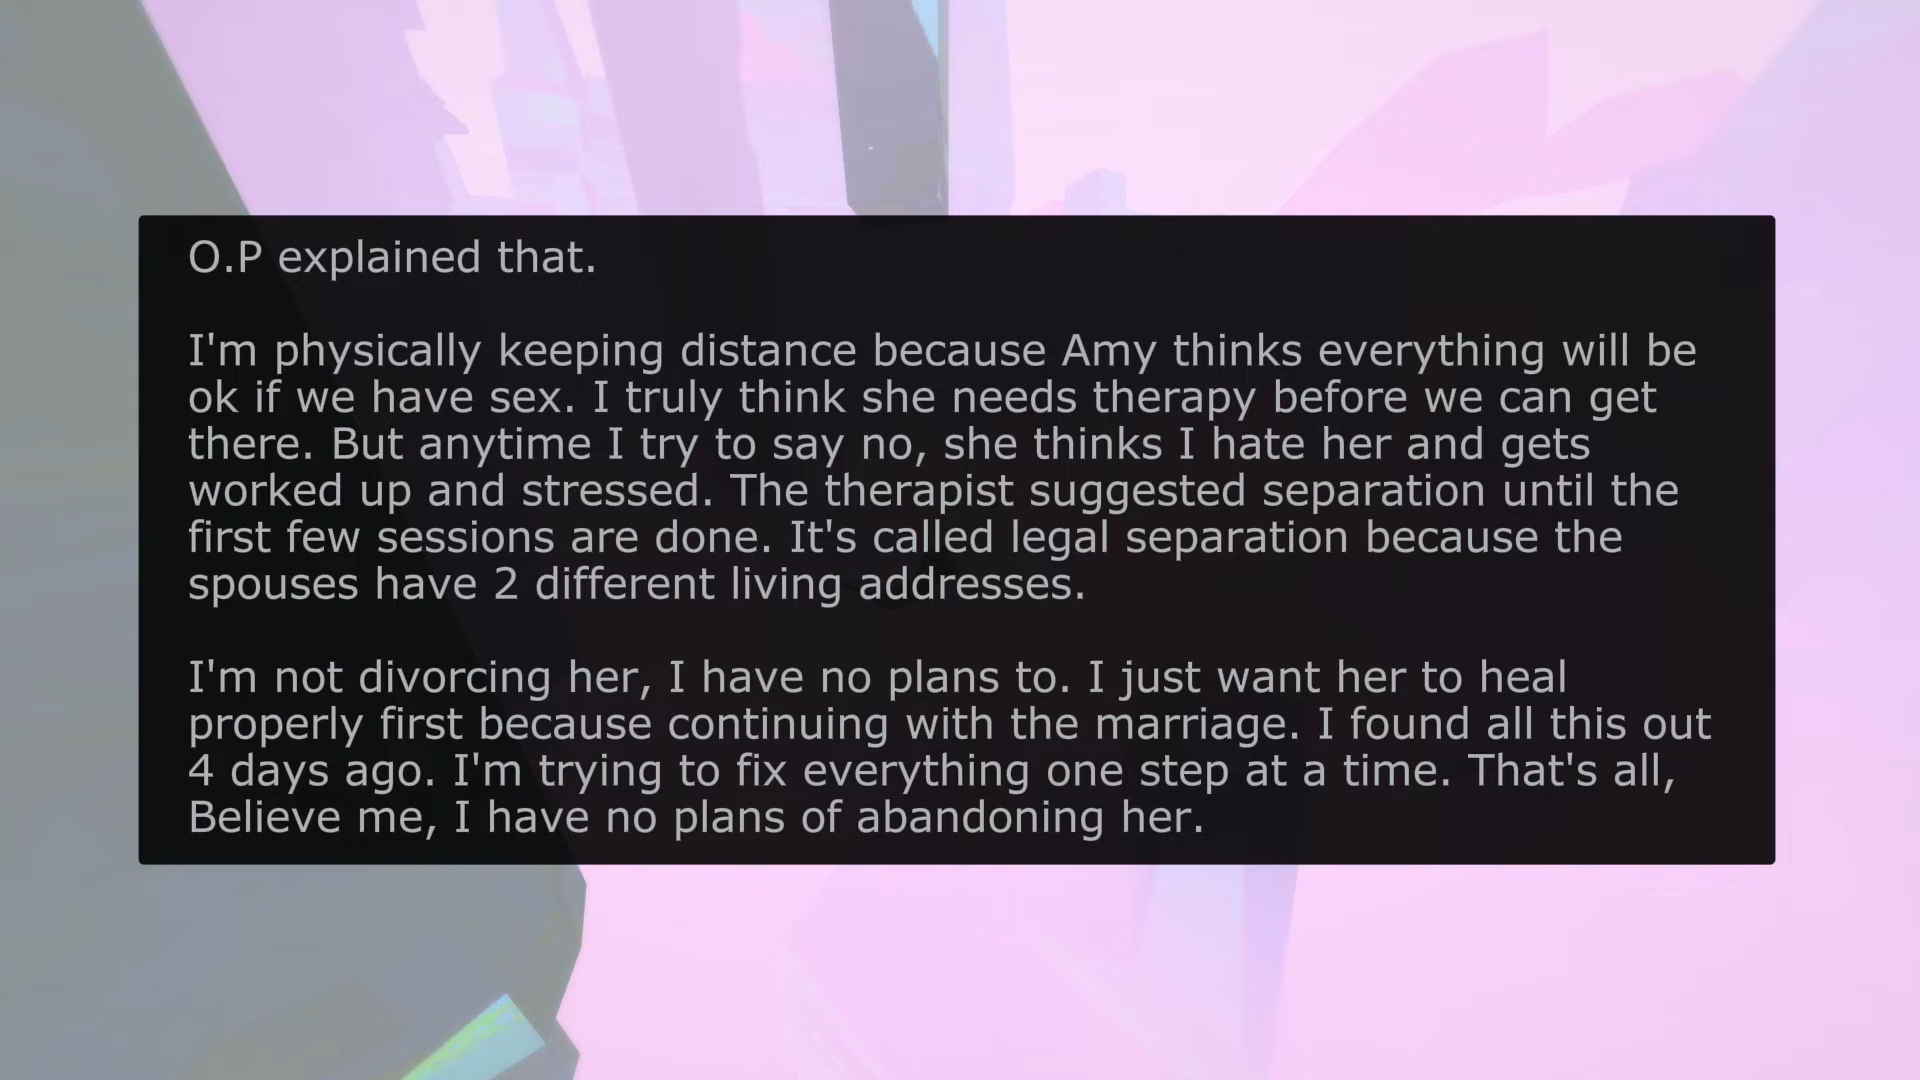 O.P explained that.
I'm physically keeping distance because Amy thinks everything will be
ok if we have sex. I truly think she needs therapy before we can get
there. But anytime I try to say no, she thinks I hate her and gets
worked up and stressed. The therapist suggested separation until the
first few sessions are done. It's called legal separation because the
spouses have 2 different living addresses.
I'm not divorcing her, I have no plans to. I just want her to heal
properly first because continuing with the marriage. I found all this out
4 days ago. I'm trying to fix everything one step at a time. That's all,
Believe me, I have no plans of abandoning her.